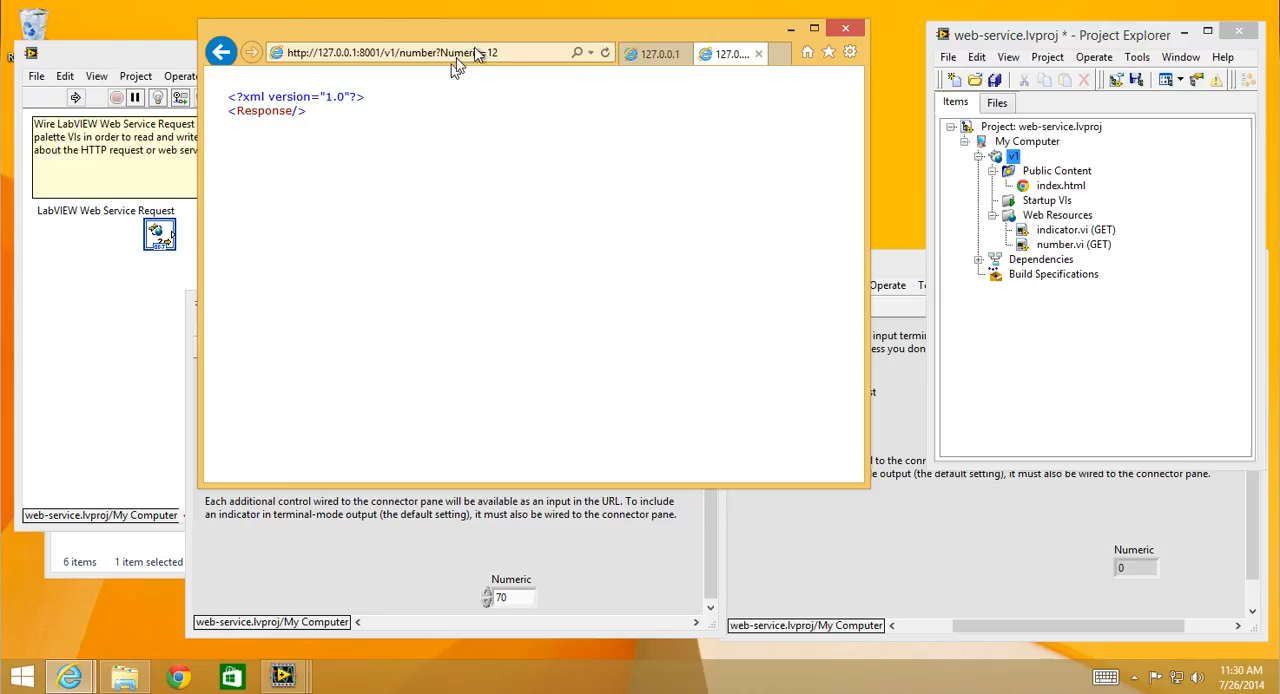 File Edit View Project Operat
Wire LabVIEW Web Service Request
palette VIs in order to read and write
about the HTTP request or web serv
LabVIEW Web Service Request
web-service.lvproj/My Computer
6 items 1 item selected
http://127.0.0.1:8001/v1/number?Numeric=12
127.0.0.1
127.0....
<?xml version="1.0"?>
<Response/>
Each additional control wired to the connector pane will be available as an input in the URL. To include
an indicator in terminal-mode output (the default setting), it must also be wired to the connector pane.
Numeric
70
web-service.lvproj/My Computer
Operate
input termin
ess you don
st
d to the conn
e output (the default setting), it must also be wired to the connector pane.
Numeric
0
web-service.lvproj/My Computer
web-service.lvproj * - Project Explorer
File Edit View Project Operate Tools Window Help
Items Files
Project: web-service.lvproj
My Computer
v1
Public Content
index.html
Startup VIs
Web Resources
indicator.vi (GET)
number.vi (GET)
Dependencies
Build Specifications
11:30 AM
7/26/2014